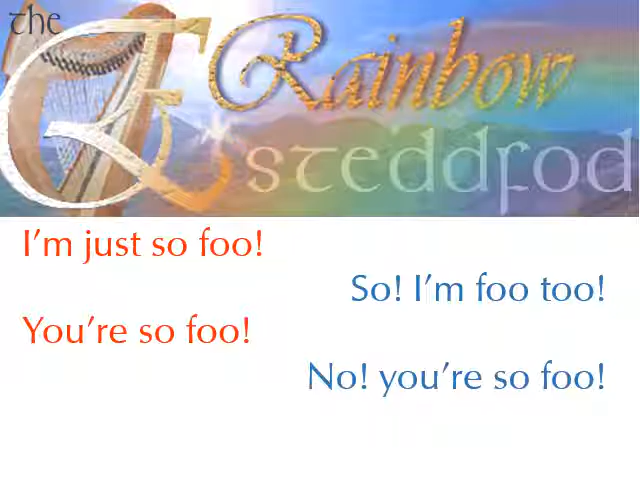 the
Rainbow
Eisteddfod
I'm just so foo!
So! I'm foo too!
You're so foo!
No! you're so foo!